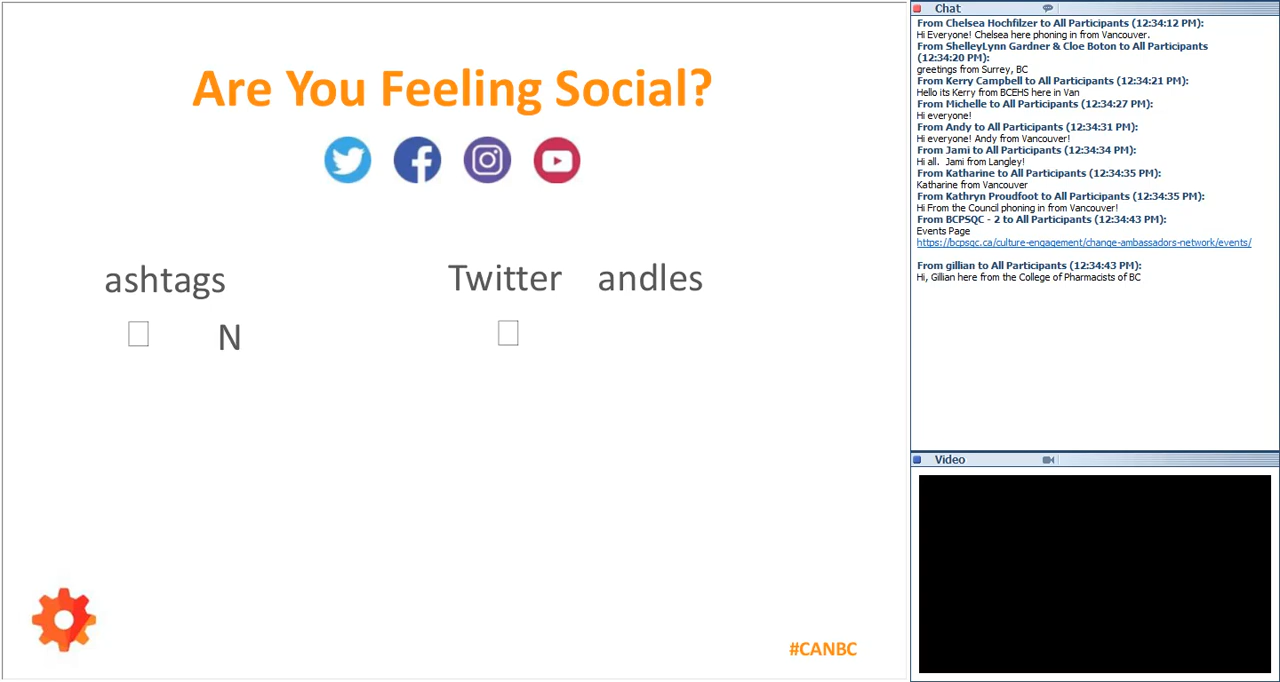 Are You Feeling Social?
ashtags
Twitter andles
N
#CANBC
Chat
From Chelsea Hochfilzer to All Participants (12:34:12 PM):
Hi Everyone! Chelsea here phoning in from Vancouver.
From ShelleyLynn Gardner & Cloe Boton to All Participants
(12:34:20 PM):
greetings from Surrey, BC
From Kerry Campbell to All Participants (12:34:21 PM):
Hello its Kerry from BCEHS here in Van
From Michelle to All Participants (12:34:27 PM):
Hi everyone!
From Andy to All Participants (12:34:31 PM):
Hi everyone! Andy from Vancouver!
From Jami to All Participants (12:34:34 PM):
Hi all. Jami from Langley!
From Katharine to All Participants (12:34:35 PM):
Katharine from Vancouver
From Kathryn Proudfoot to All Participants (12:34:35 PM):
Hi From the Council phoning in from Vancouver!
From BCPSQC - 2 to All Participants (12:34:43 PM):
Events Page
https://bcpsqc.ca/culture-engagement/change-ambassadors-network/events/
From gillian to All Participants (12:34:43 PM):
Hi, Gillian here from the College of Pharmacists of BC
Video